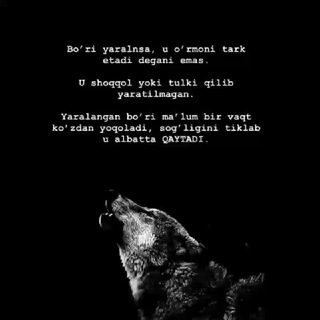 Bo'ri yaralnsa, u o'rmoni tark
etadi degani emas.
U shoqqol yoki tulki qilib
yaratilmagan.
Yaralangan bo'ri ma'lum bir vaqt
ko'zdan yoqoladi, sog'ligini tiklab
u albatta QAYTADI.